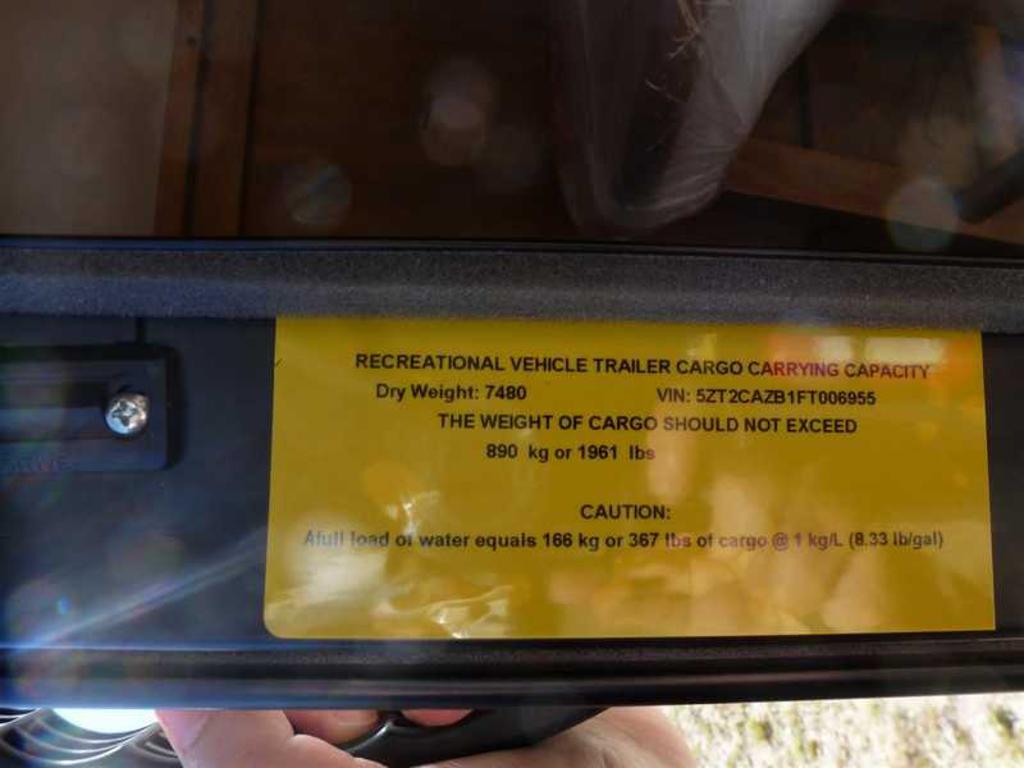 RECREATIONAL VEHICLE TRAILER CARGO CARRYING CAPACITY
Dry Weight: 7480 VIN: 5ZT2CAZB1FT006955
THE WEIGHT OF CARGO SHOULD NOT EXCEED
890 kg or 1961 lbs
CAUTION:
Afull load of water equals 166 kg or 367 lbs of cargo @ 1 kg/L (8.33 lb/gal)